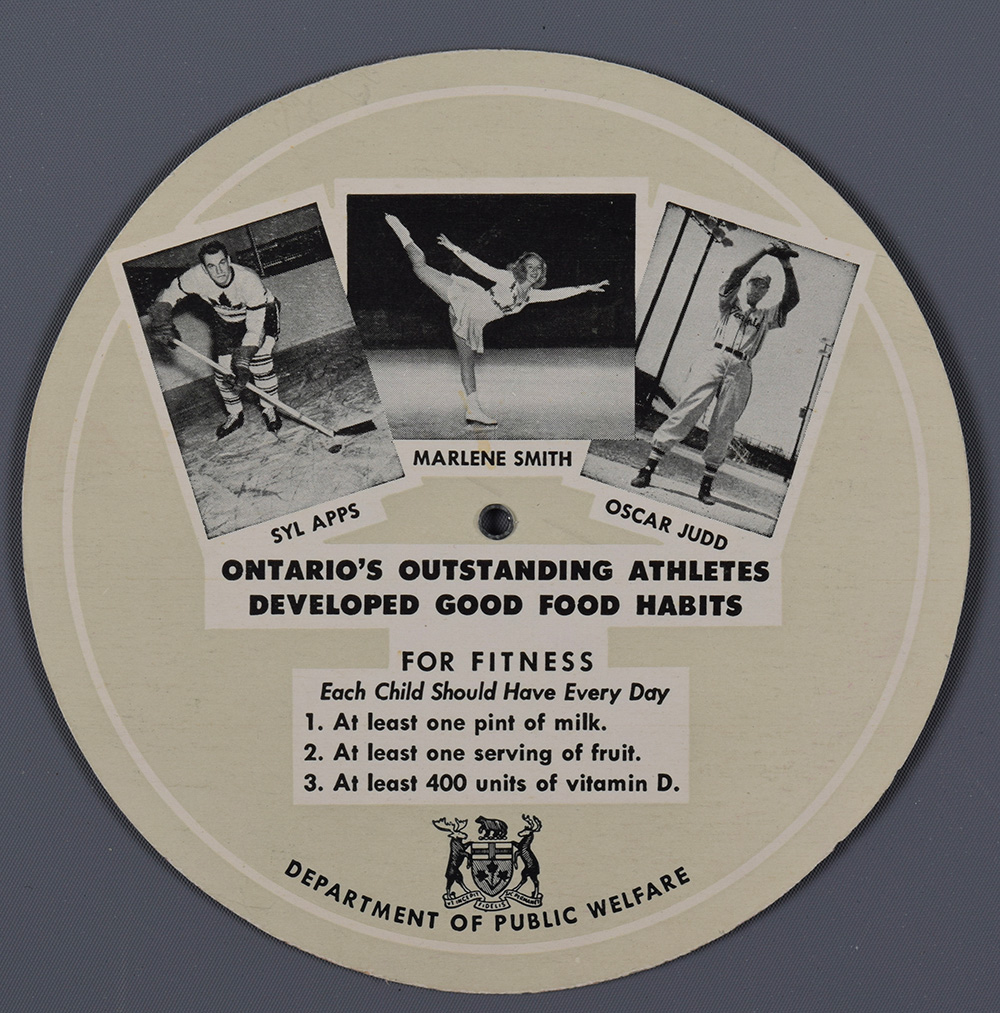 SYL APPS
MARLENE SMITH
OSCAR JUDD
ONTARIO'S OUTSTANDING ATHLETES
DEVELOPED GOOD FOOD HABITS
FOR FITNESS
Each Child Should Have Every Day
1. At least one pint of milk.
2. At least one serving of fruit.
3. At least 400 units of vitamin D.
DEPARTMENT OF PUBLIC WELFARE